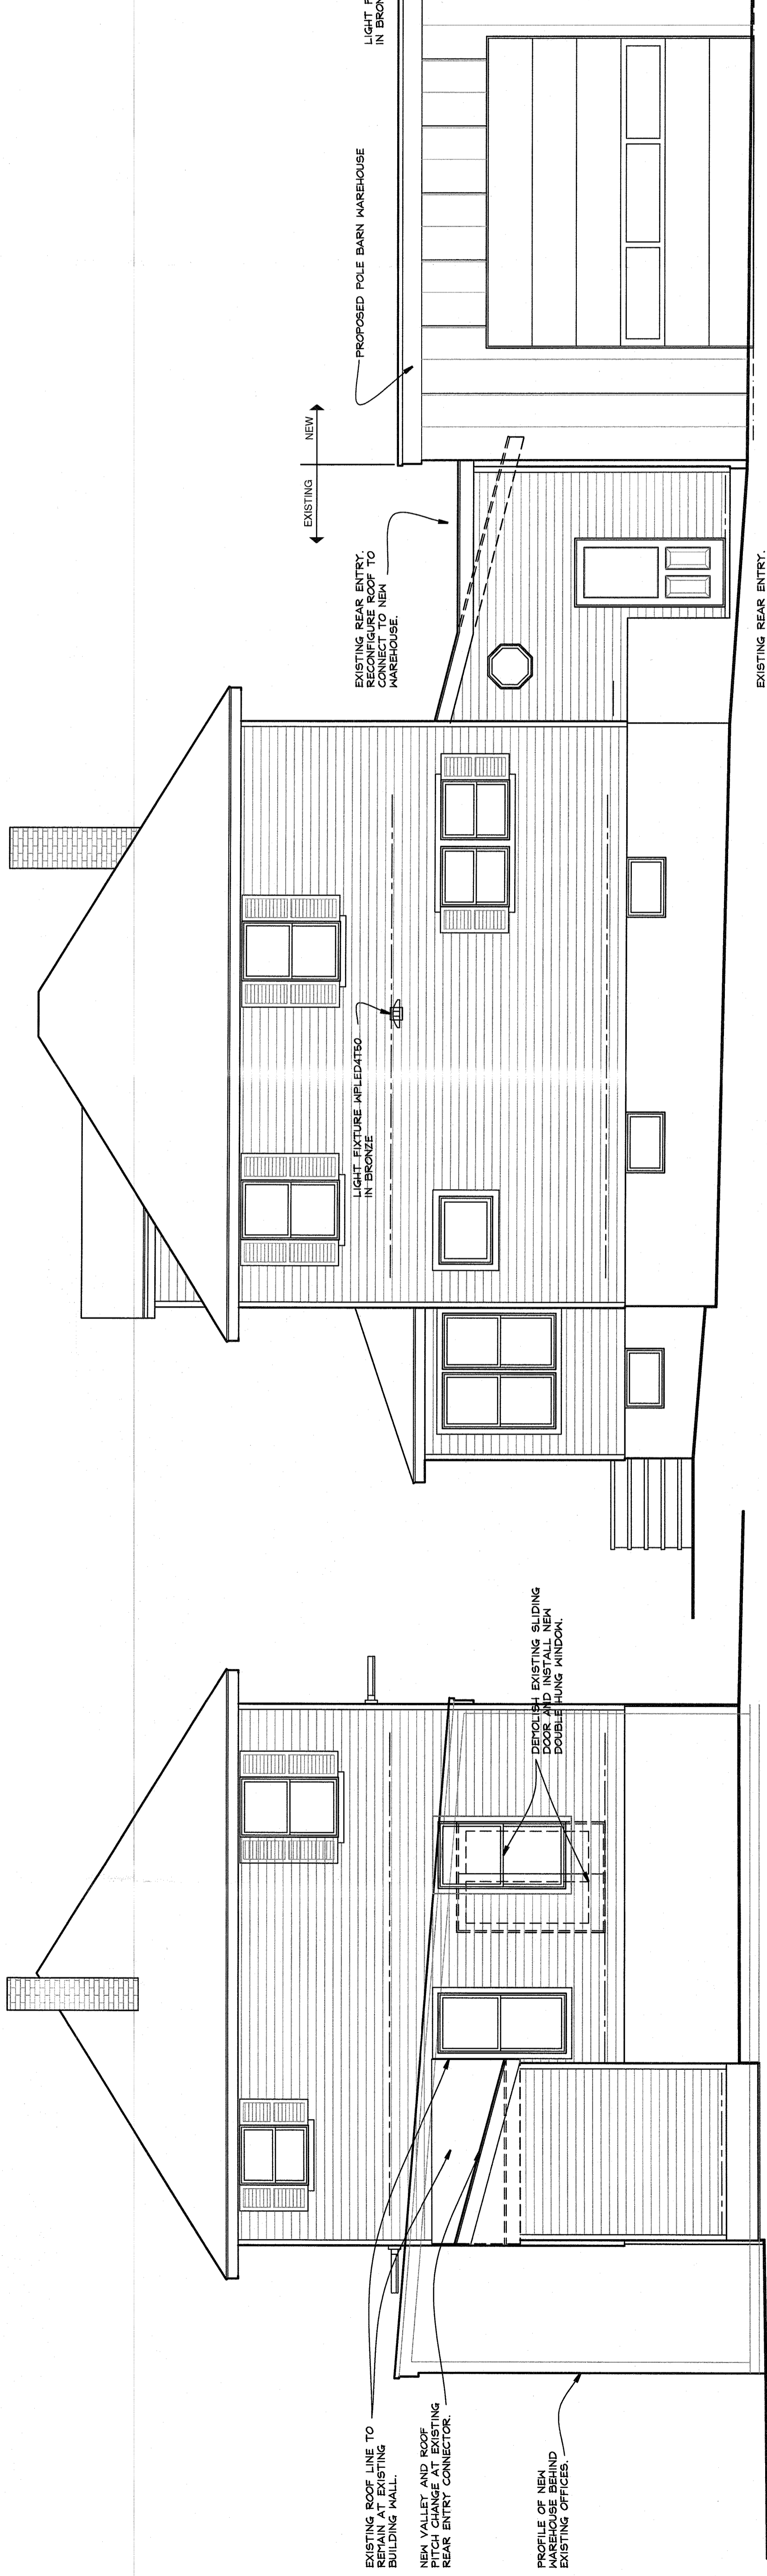 EXISTING ROOF LINE TO
REMAIN AT EXISTING
BUILDING WALL.
NEW VALLEY AND ROOF
PITCH CHANGE AT EXISTING
REAR ENTRY CONNECTOR.
PROFILE OF NEW
WAREHOUSE BEHIND
EXISTING OFFICES.
DEMOLISH EXISTING SLIDING
DOOR AND INSTALL NEW
DOUBLE HUNG WINDOW.
LIGHT FIXTURE WPLED4T50
IN BRONZE
EXISTING REAR ENTRY.
RECONFIGURE ROOF TO
CONNECT TO NEW
WAREHOUSE.
EXISTING NEW
PROPOSED POLE BARN WAREHOUSE
EXISTING REAR ENTRY.
LIGHT F
IN BRON